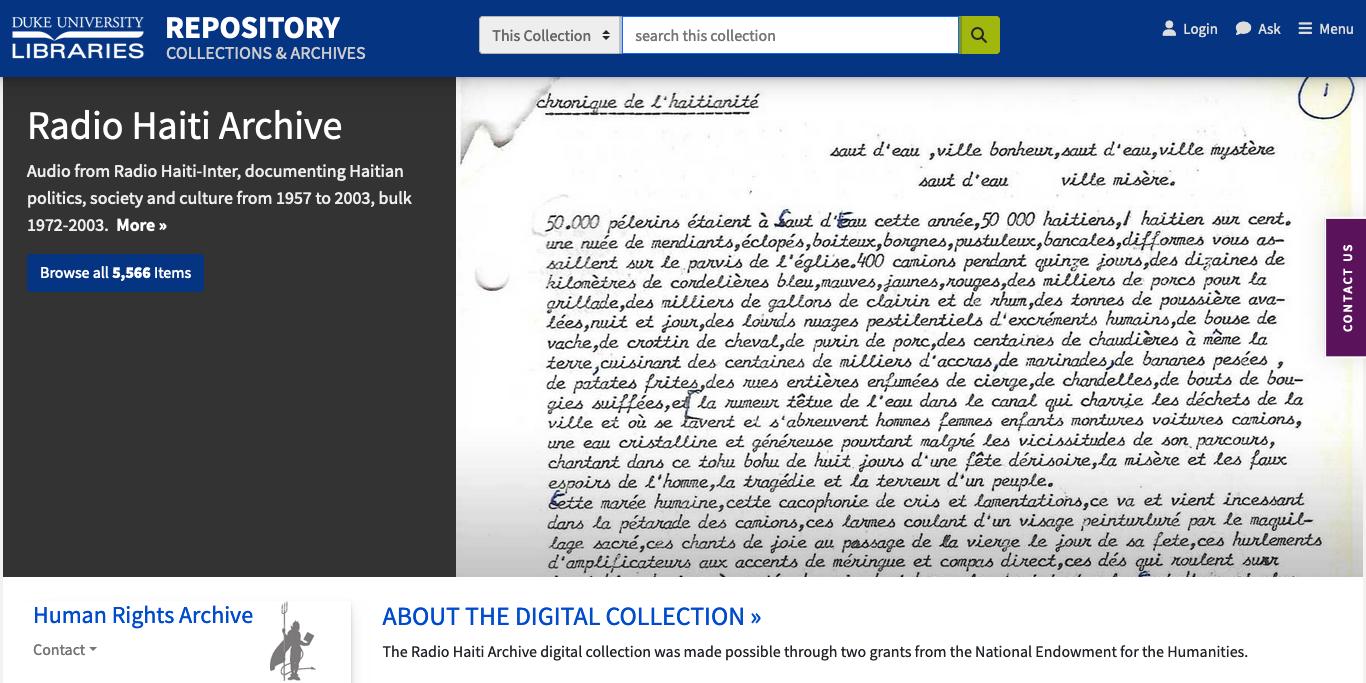 DUKE UNIVERSITY
LIBRARIES
REPOSITORY
COLLECTIONS & ARCHIVES
This Collection
search this collection
Login
Ask
Menu
Radio Haiti Archive
Audio from Radio Haiti-Inter, documenting Haitian
politics, society and culture from 1957 to 2003, bulk
1972-2003. More »
Browse all 5,566 Items
chronique de l'haitianité
i
saut d'eau ,ville bonheur,saut d'eau,ville mystère
saut d'eau ville misère.
50.000 pélerins étaient à Saut d'Eau cette année,50 000 haitiens,1 haitien sur cent.
une nuée de mendiants,éclopés,boiteux,borgnes,pustuleux,bancales,difformes vous as-
saillent sur le parvis de l'église.400 camions pendant quinze jours,des dizaines de
kilomètres de cordelières bleu,mauves,jaunes,rouges,des milliers de porcs pour la
grillade,des milliers de gallons de clairin et de rhum,des tonnes de poussière ava-
lées,nuit et jour,des lourds nuages pestilentiels d'excréments humains,de bouse de
vache,de crottin de cheval,de purin de porc,des centaines de chaudières à même la
terre,cuisinant des centaines de milliers d'accras,de marinades,de bananes pesées ,
de patates frites,des rues entières enfumées de cierge,de chandelles,de bouts de bou-
gies suiffées,et [la rumeur têtue de l'eau dans le canal qui charrie les déchets de la
ville et où se lavent et s'abreuvent hommes femmes enfants montures voitures camions,
une eau cristalline et généreuse pourtant malgré les vicissitudes de son parcours,
chantant dans ce tohu bohu de huit jours d'une fête dérisoire,la misère et les faux
espoirs de l'homme,la tragédie et la terreur d'un peuple.
Cette marée humaine,cette cacophonie de cris et lamentations,ce va et vient incessant
dans la pétarade des camions,ces larmes coulant d'un visage peinturluré par le maquil-
lage sacré,ces chants de joie au passage de la vierge le jour de sa fete,ces hurlements
d'amplificateurs aux accents de méringue et compas direct,ces dés qui roulent sur
CONTACT US
Human Rights Archive
Contact
ABOUT THE DIGITAL COLLECTION »
The Radio Haiti Archive digital collection was made possible through two grants from the National Endowment for the Humanities.